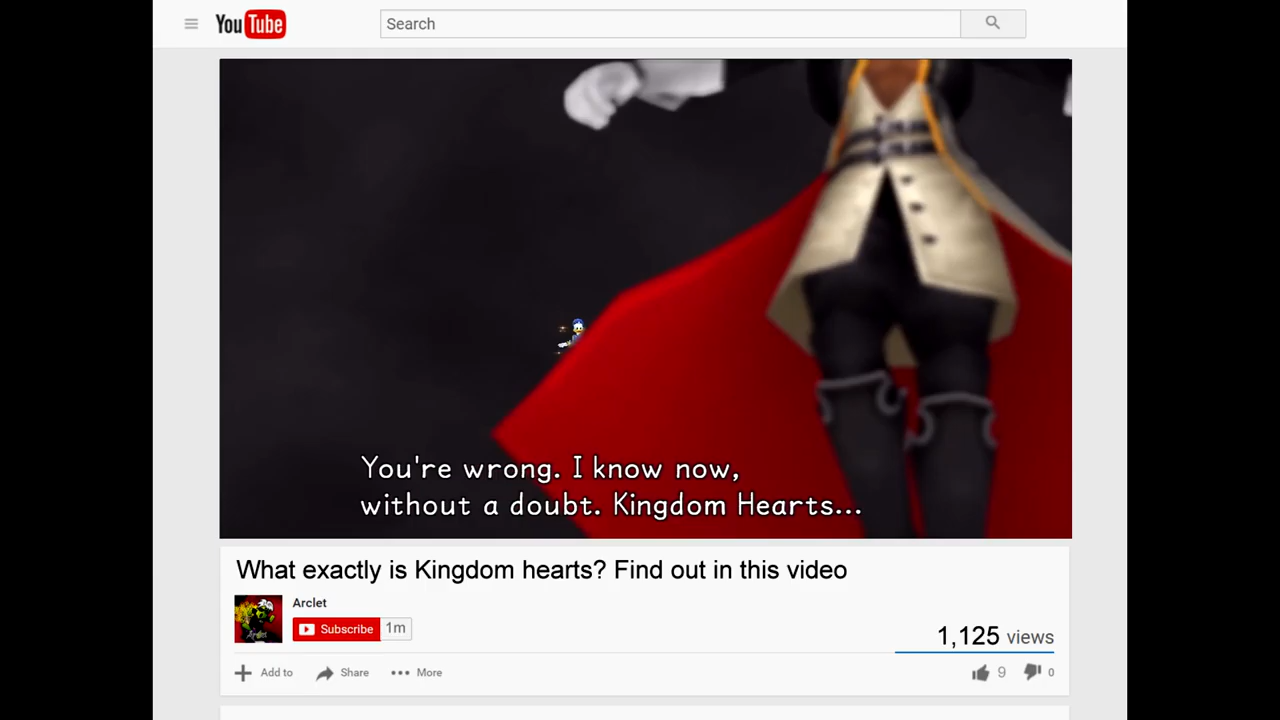 YouTube
Search
You're wrong. I know now,
without a doubt. Kingdom Hearts...
What exactly is Kingdom hearts? Find out in this video
Arclet
Subscribe 1m
1,125 views
Add to Share More 9 0